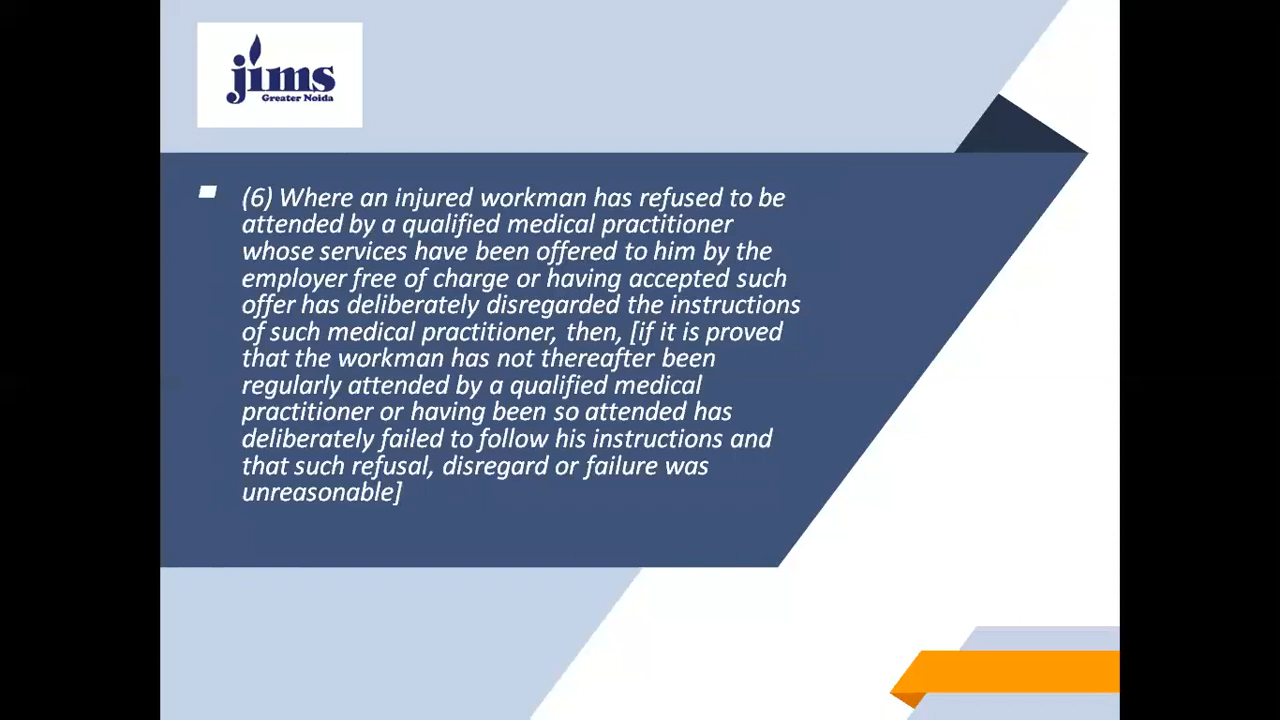 jims
Greater Noida
(6) Where an injured workman has refused to be
attended by a qualified medical practitioner
whose services have been offered to him by the
employer free of charge or having accepted such
offer has deliberately disregarded the instructions
of such medical practitioner, then, [if it is proved
that the workman has not thereafter been
regularly attended by a qualified medical
practitioner or having been so attended has
deliberately failed to follow his instructions and
that such refusal, disregard or failure was
unreasonable]